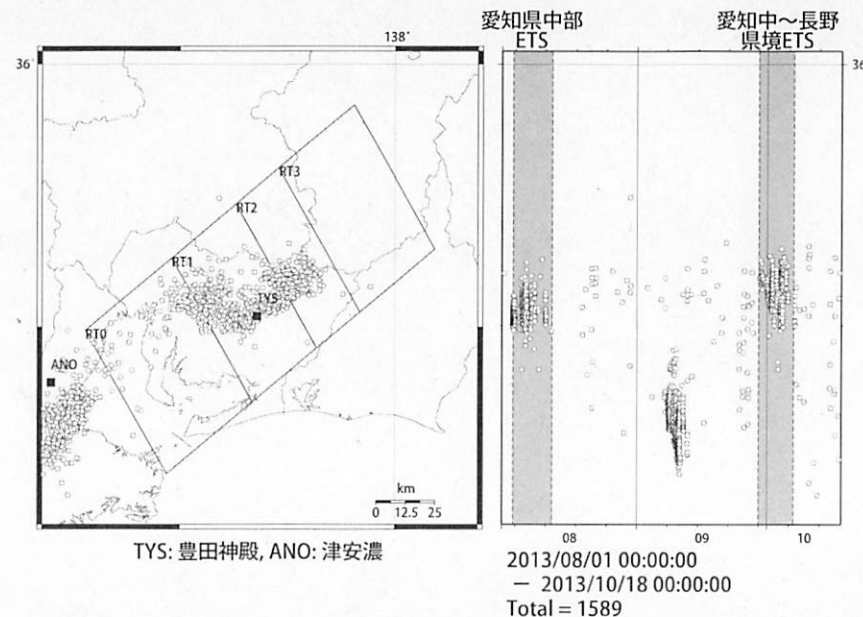 愛知県中部
ETS
愛知中～長野
県境ETS
138°
36°
36
RT3
RT2
RT1
TYS
RT0
ANO
km
0 12.5 25
08
09
10
TYS: 豊田神殿, ANO: 津安濃
2013/08/01 00:00:00
－ 2013/10/18 00:00:00
Total = 1589